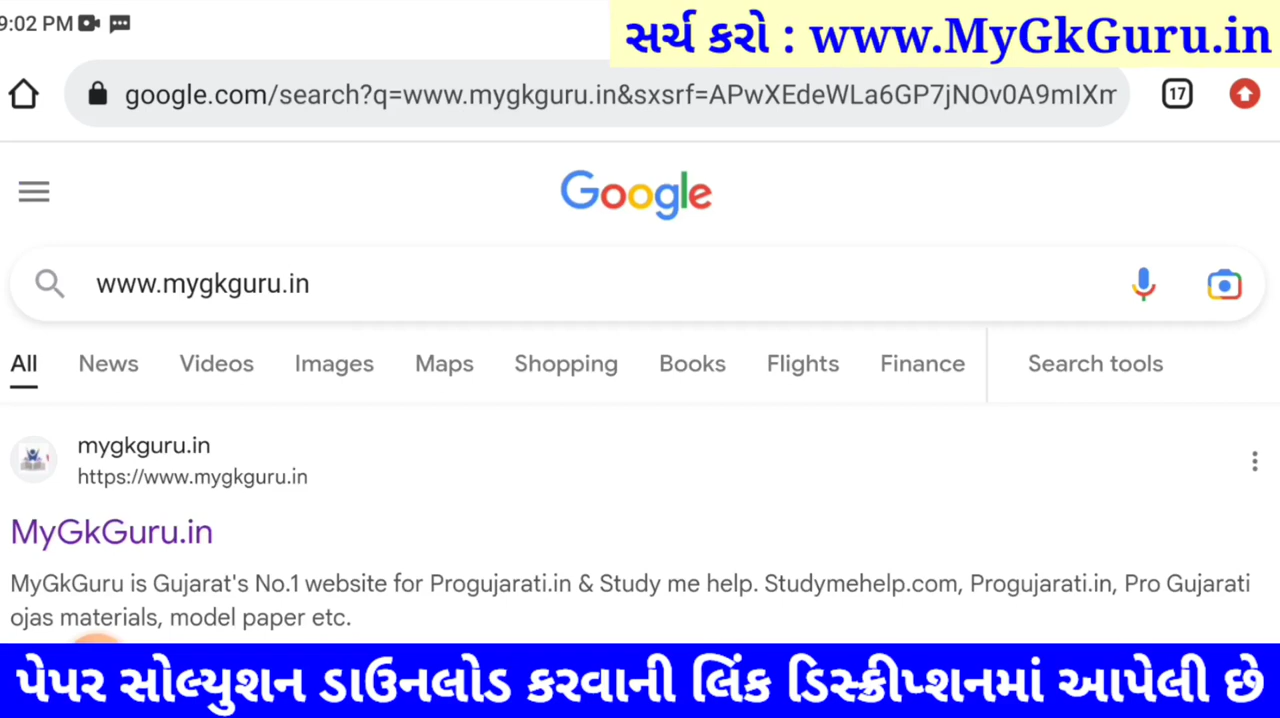 9:02 PM
સર્ચ કરો : www.MyGkGuru.in
google.com/search?q=www.mygkguru.in&sxsrf=APwXEdeWLa6GP7jNOv0A9mIXm
17
Google
www.mygkguru.in
All News Videos Images Maps Shopping Books Flights Finance Search tools
mygkguru.in
https://www.mygkguru.in
MyGkGuru.in
MyGkGuru is Gujarat's No.1 website for Progujarati.in & Study me help. Studymehelp.com, Progujarati.in, Pro Gujarati
ojas materials, model paper etc.
પેપર સોલ્યુશન ડાઉનલોડ કરવાની લિંક ડિસ્ક્રીપ્શનમાં આપેલી છે